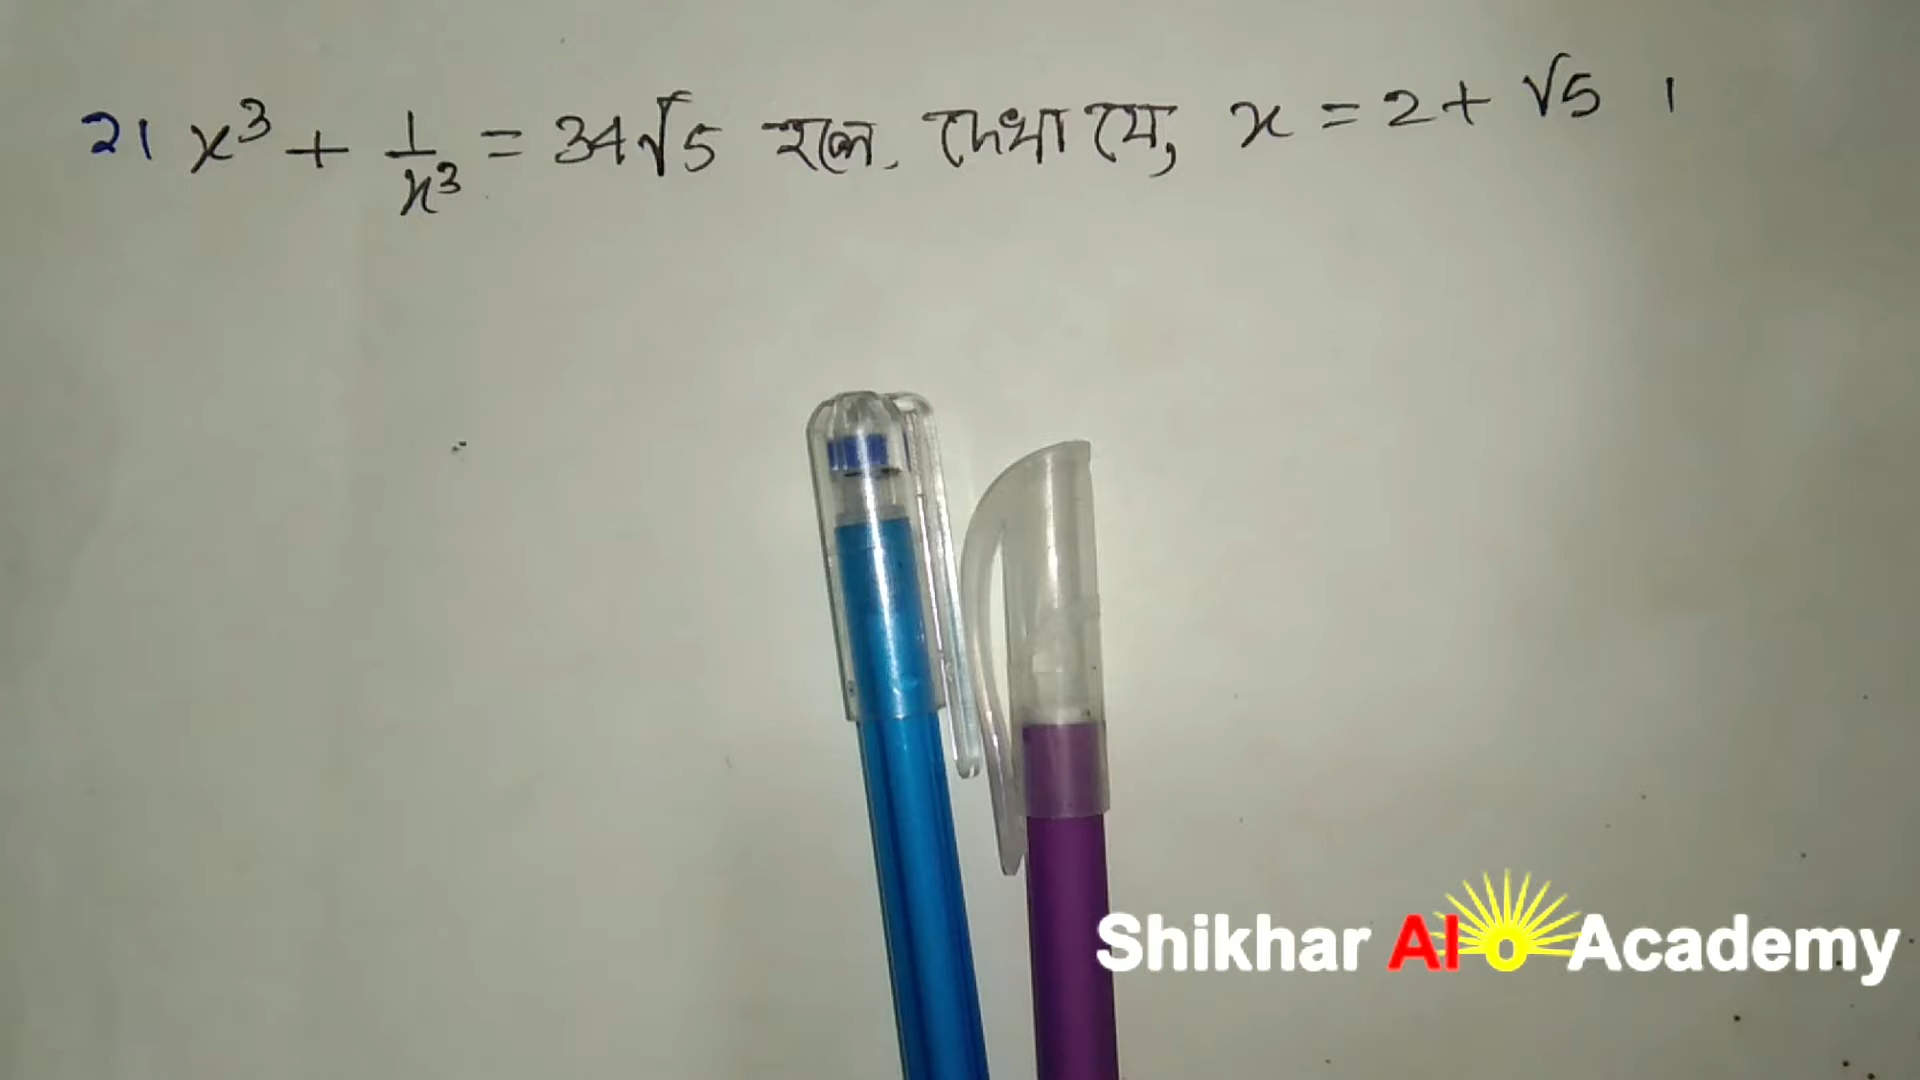 ২। x³ + 1/x³ = 34√5 হলে, দেখাও যে, x = 2 + √5 ।
Shikhar Alo Academy